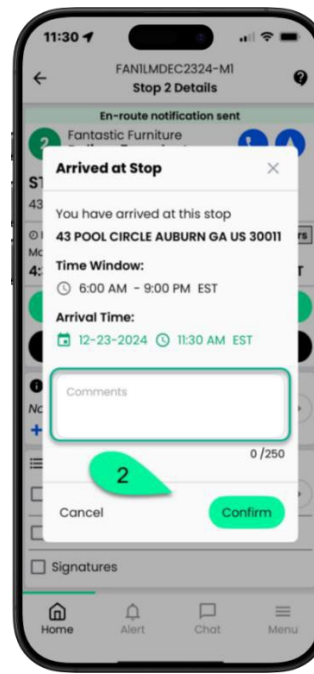 11:30
FAN1LMDEC2324-M1
Stop 2 Details
En-route notification sent
2 Fantastic Furniture
Arrived at Stop
You have arrived at this stop
43 POOL CIRCLE AUBURN GA US 30011
Time Window:
6:00 AM - 9:00 PM EST
Arrival Time:
12-23-2024 11:30 AM EST
Comments
0 /250
2
Cancel
Confirm
Signatures
Home Alert Chat Menu